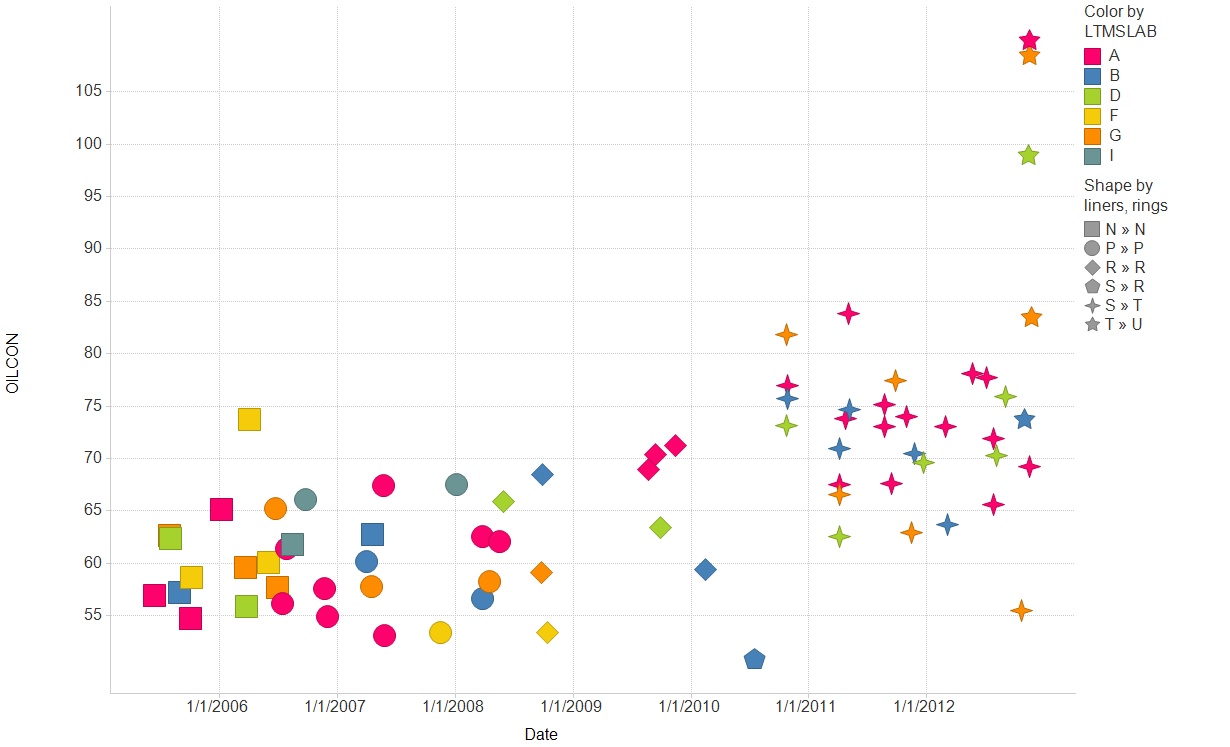 Color by
LTMSLAB
A
B
D
F
G
I
Shape by
liners, rings
N » N
P » P
R » R
S » R
S » T
T » U
OILCON
105
100
95
90
85
80
75
70
65
60
55
1/1/2006
1/1/2007
1/1/2008
1/1/2009
1/1/2010
1/1/2011
1/1/2012
Date